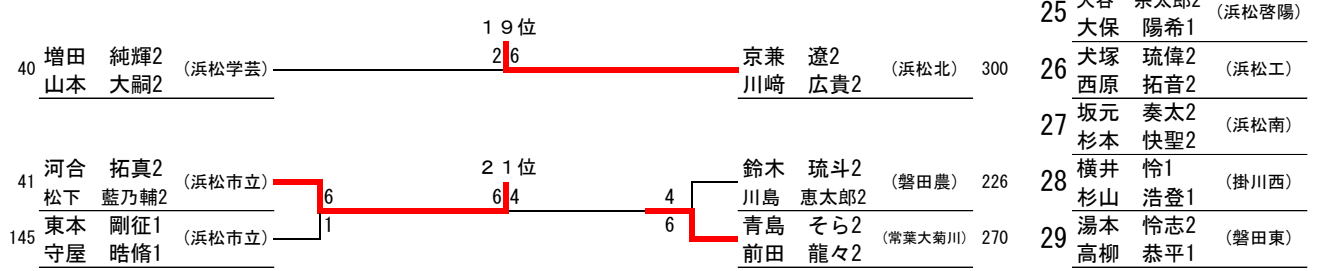 １９位
40 増田 純輝2 (浜松学芸)
山本 大嗣2
2 6
京兼 遼2 (浜松北) 300
川﨑 広貴2
２１位
41 河合 拓真2 (浜松市立)
松下 藍乃輔2
145 東本 剛征1 (浜松市立)
守屋 晧脩1
6
1
6 4
4
6
鈴木 琉斗2 (磐田農) 226
川島 恵太郎2
青島 そら2 (常葉大菊川) 270
前田 龍々2
25 (浜松啓陽)
大保 陽希1
26 犬塚 琉偉2 (浜松工)
西原 拓音2
27 坂元 奏太2 (浜松南)
杉本 快聖2
28 横井 怜1 (掛川西)
杉山 浩登1
29 湯本 怜志2 (磐田東)
高柳 恭平1